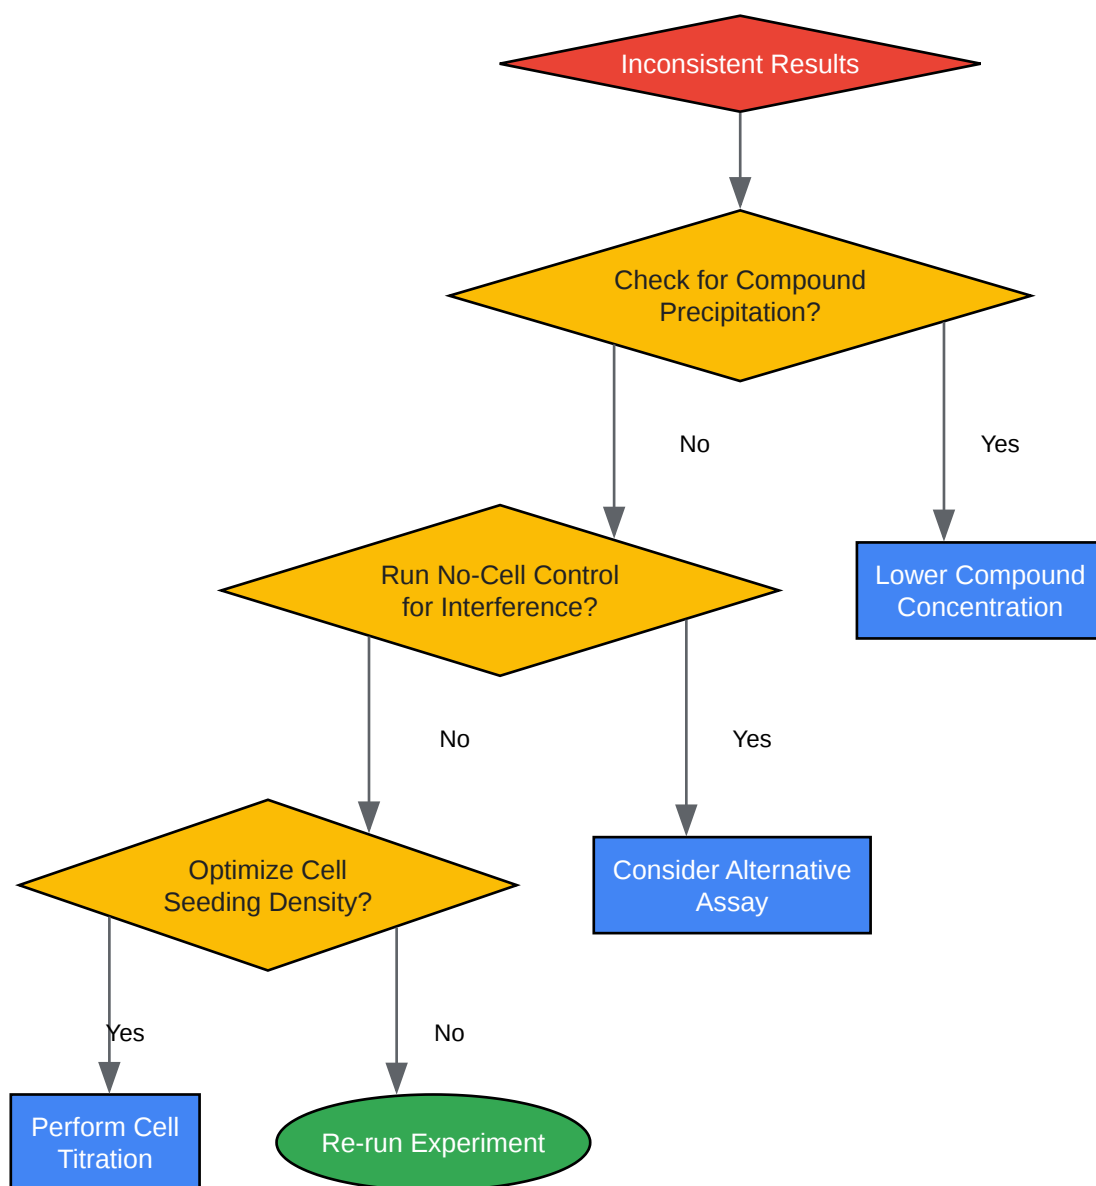 Inconsistent Results
Check for Compound
Precipitation?
No
Yes
Run No-Cell Control
for Interference?
Lower Compound
Concentration
No
Yes
Optimize Cell
Seeding Density?
Consider Alternative
Assay
Yes
No
Perform Cell
Titration
Re-run Experiment